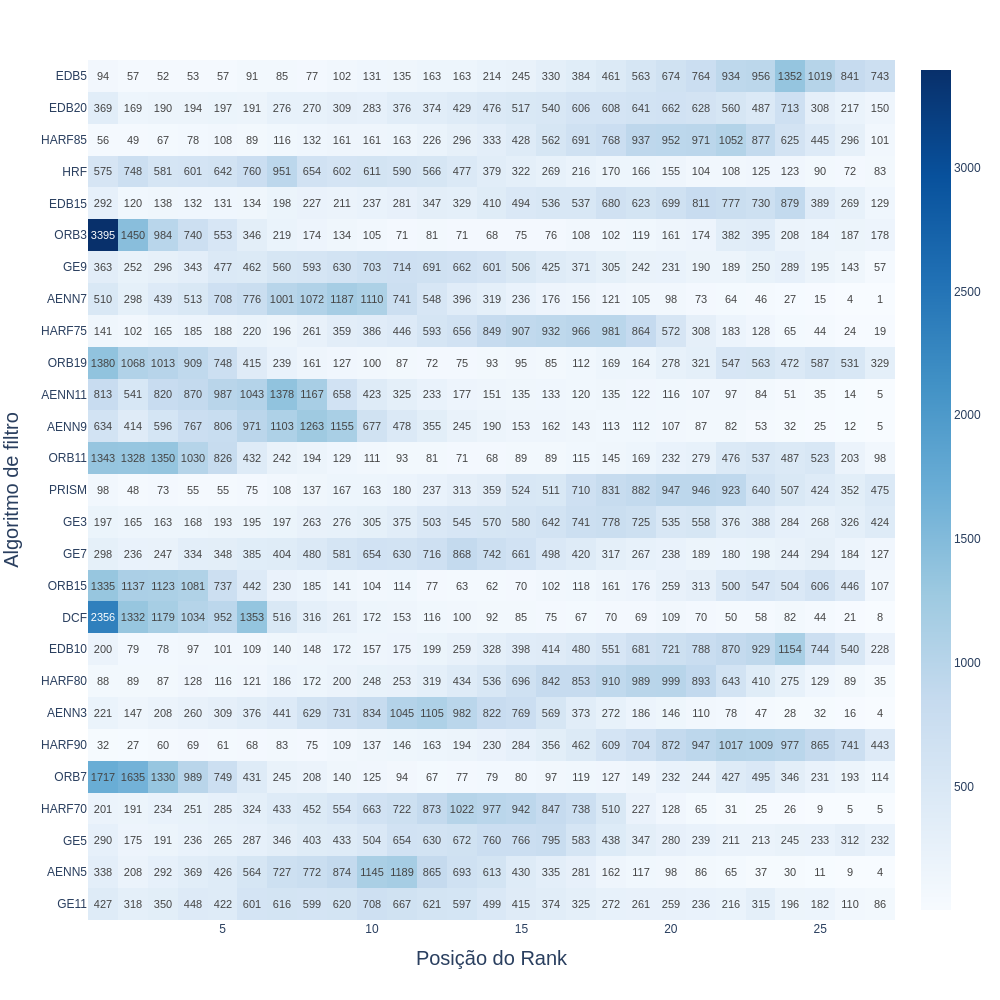 EDB5 94 57 52 53 57 91 85 77 102 131 135 163 163 214 245 330 384 461 563 674 764 934 956 1352 1019 841 743
EDB20 369 169 190 194 197 191 276 270 309 283 376 374 429 476 517 540 606 608 641 662 628 560 487 713 308 217 150
HARF85 56 49 67 78 108 89 116 132 161 161 163 226 296 333 428 562 691 768 937 952 971 1052 877 625 445 296 101
HRF 575 748 581 601 642 760 951 654 602 611 590 566 477 379 322 269 216 170 166 155 104 108 125 123 90 72 83
EDB15 292 120 138 132 131 134 198 227 211 237 281 347 329 410 494 536 537 680 623 699 811 777 730 879 389 269 129
ORB3 3395 1450 984 740 553 346 219 174 134 105 71 81 71 68 75 76 108 102 119 161 174 382 395 208 184 187 178
GE9 363 252 296 343 477 462 560 593 630 703 714 691 662 601 506 425 371 305 242 231 190 189 250 289 195 143 57
AENN7 510 298 439 513 708 776 1001 1072 1187 1110 741 548 396 319 236 176 156 121 105 98 73 64 46 27 15 4 1
HARF75 141 102 165 185 188 220 196 261 359 386 446 593 656 849 907 932 966 981 864 572 308 183 128 65 44 24 19
ORB19 1380 1068 1013 909 748 415 239 161 127 100 87 72 75 93 95 85 112 169 164 278 321 547 563 472 587 531 329
AENN11 813 541 820 870 987 1043 1378 1167 658 423 325 233 177 151 135 133 120 135 122 116 107 97 84 51 35 14 5
AENN9 634 414 596 767 806 971 1103 1263 1155 677 478 355 245 190 153 162 143 113 112 107 87 82 53 32 25 12 5
ORB11 1343 1328 1350 1030 826 432 242 194 129 111 93 81 71 68 89 89 115 145 169 232 279 476 537 487 523 203 98
PRISM 98 48 73 55 55 75 108 137 167 163 180 237 313 359 524 511 710 831 882 947 946 923 640 507 424 352 475
GE3 197 165 163 168 193 195 197 263 276 305 375 503 545 570 580 642 741 778 725 535 558 376 388 284 268 326 424
GE7 298 236 247 334 348 385 404 480 581 654 630 716 868 742 661 498 420 317 267 238 189 180 198 244 294 184 127
ORB15 1335 1137 1123 1081 737 442 230 185 141 104 114 77 63 62 70 102 118 161 176 259 313 500 547 504 606 446 107
DCF 2356 1332 1179 1034 952 1353 516 316 261 172 153 116 100 92 85 75 67 70 69 109 70 50 58 82 44 21 8
EDB10 200 79 78 97 101 109 140 148 172 157 175 199 259 328 398 414 480 551 681 721 788 870 929 1154 744 540 228
HARF80 88 89 87 128 116 121 186 172 200 248 253 319 434 536 696 842 853 910 989 999 893 643 410 275 129 89 35
AENN3 221 147 208 260 309 376 441 629 731 834 1045 1105 982 822 769 569 373 272 186 146 110 78 47 28 32 16 4
HARF90 32 27 60 69 61 68 83 75 109 137 146 163 194 230 284 356 462 609 704 872 947 1017 1009 977 865 741 443
ORB7 1717 1635 1330 989 749 431 245 208 140 125 94 67 77 79 80 97 119 127 149 232 244 427 495 346 231 193 114
HARF70 201 191 234 251 285 324 433 452 554 663 722 873 1022 977 942 847 738 510 227 128 65 31 25 26 9 5 5
GE5 290 175 191 236 265 287 346 403 433 504 654 630 672 760 766 795 583 438 347 280 239 211 213 245 233 312 232
AENN5 338 208 292 369 426 564 727 772 874 1145 1189 865 693 613 430 335 281 162 117 98 86 65 37 30 11 9 4
GE11 427 318 350 448 422 601 616 599 620 708 667 621 597 499 415 374 325 272 261 259 236 216 315 196 182 110 86
5 10 15 20 25
Posição do Rank
Algoritmo de filtro
3000
2500
2000
1500
1000
500